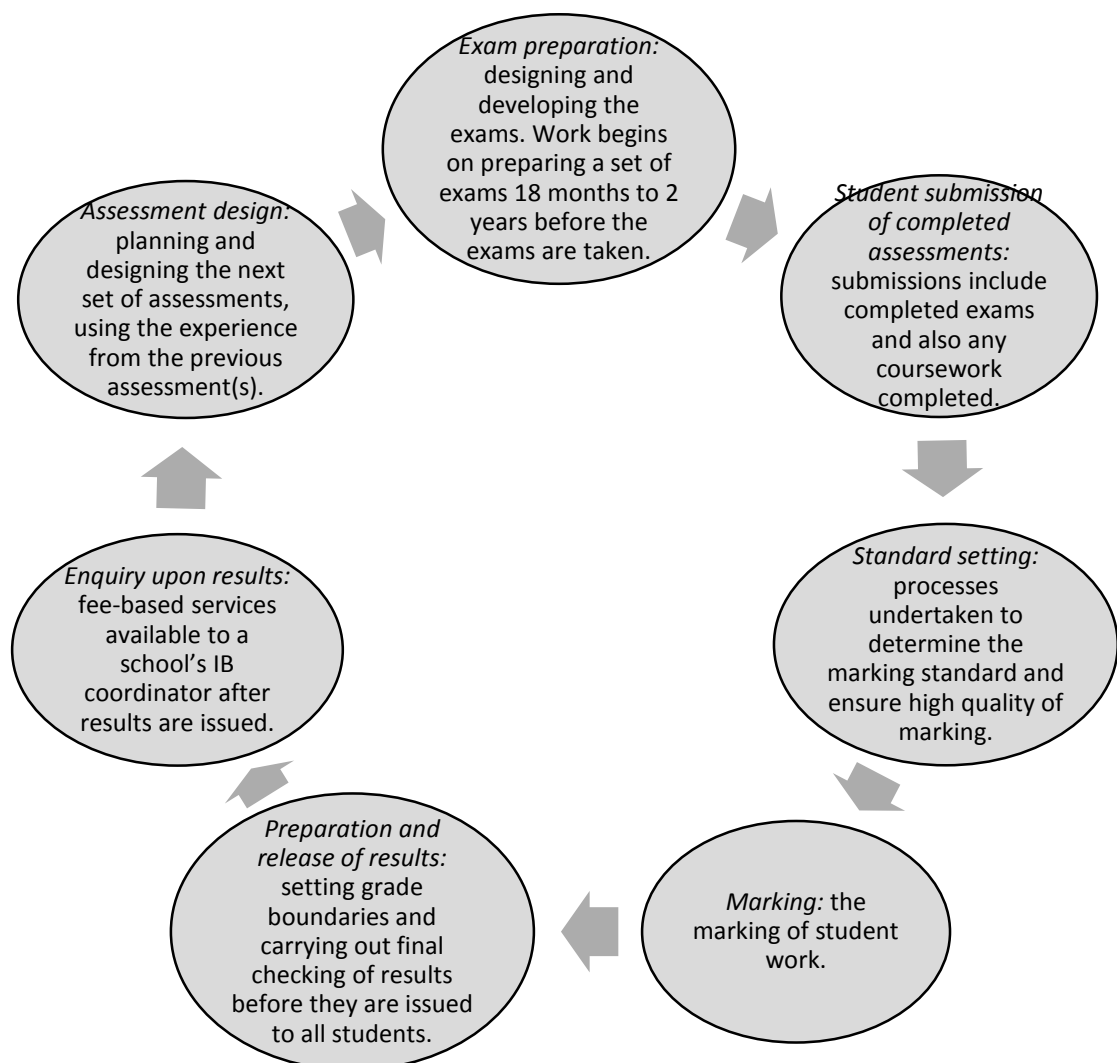 Exam preparation:
designing and
developing the
exams. Work begins
on preparing a set of
exams 18 months to 2
years before the
exams are taken.
Student submission
of completed
assessments:
submissions include
completed exams
and also any
coursework
completed.
Standard setting:
processes
undertaken to
determine the
marking standard and
ensure high quality of
marking.
Marking: the
marking of student
work.
Preparation and
release of results:
setting grade
boundaries and
carrying out final
checking of results
before they are issued
to all students.
Enquiry upon results:
fee-based services
available to a
school’s IB
coordinator after
results are issued.
Assessment design:
planning and
designing the next
set of assessments,
using the experience
from the previous
assessment(s).